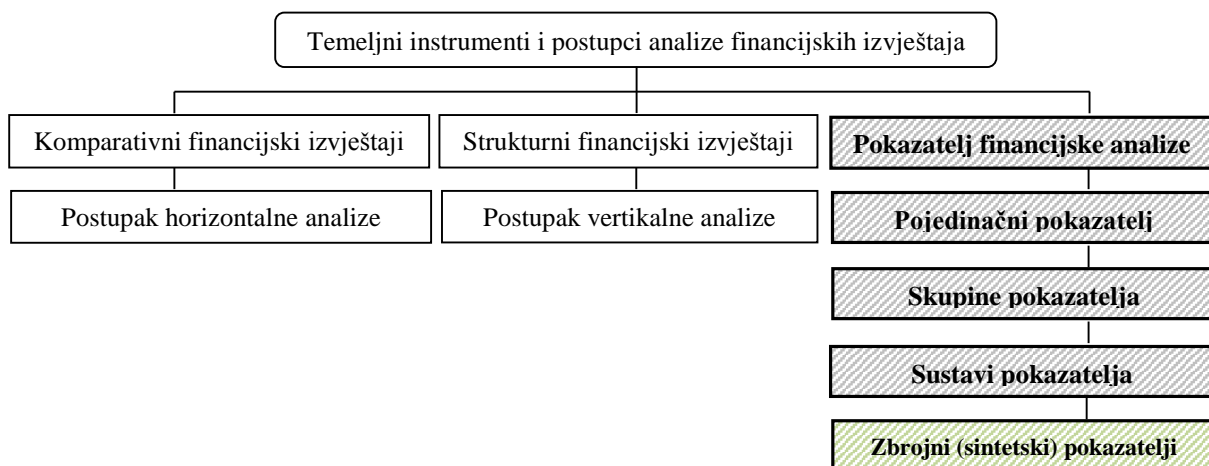 Temeljni instrumenti i postupci analize financijskih izvještaja
Komparativni financijski izvještaji
Strukturni financijski izvještaji
Pokazatelj financijske analize
Postupak horizontalne analize
Postupak vertikalne analize
Pojedinačni pokazatelj
Skupine pokazatelja
Sustavi pokazatelja
Zbrojni (sintetski) pokazatelji